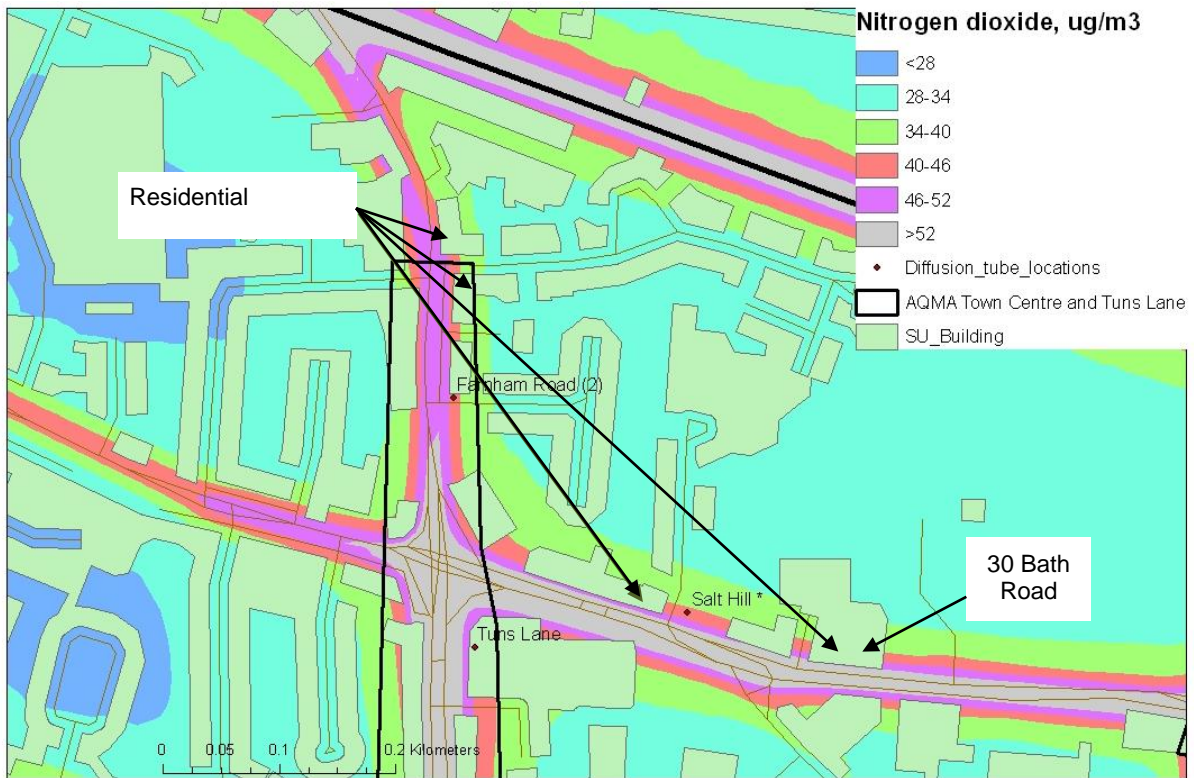 Nitrogen dioxide, ug/m3
<28
28-34
34-40
40-46
46-52
>52
Diffusion_tube_locations
AQMA Town Centre and Tuns Lane
SU_Building
Residential
Farnham Road (2)
Salt Hill *
30 Bath
Road
Tuns Lane
0 0.05 0.1 0.2 Kilometers